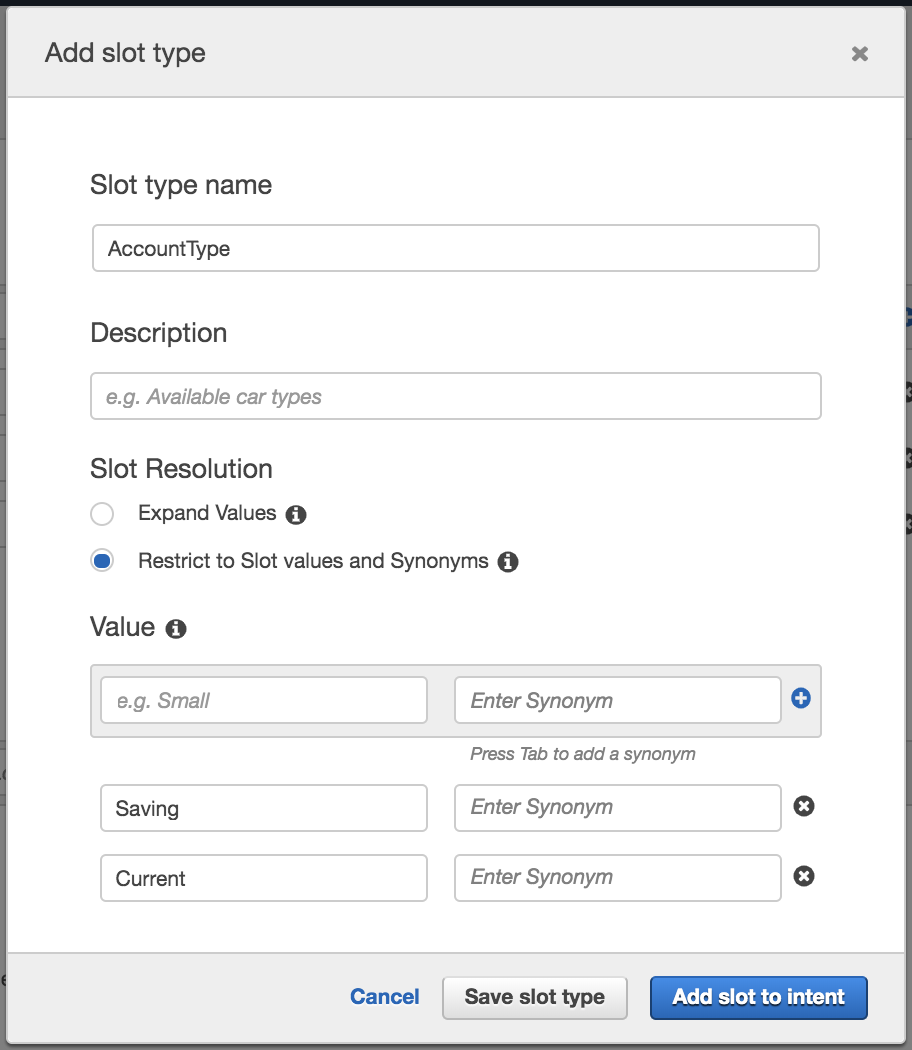 Add slot type
Slot type name
AccountType
Description
e.g. Available car types
Slot Resolution
Expand Values
Restrict to Slot values and Synonyms
Value
e.g. Small Enter Synonym
Press Tab to add a synonym
Saving Enter Synonym
Current Enter Synonym
Cancel Save slot type Add slot to intent